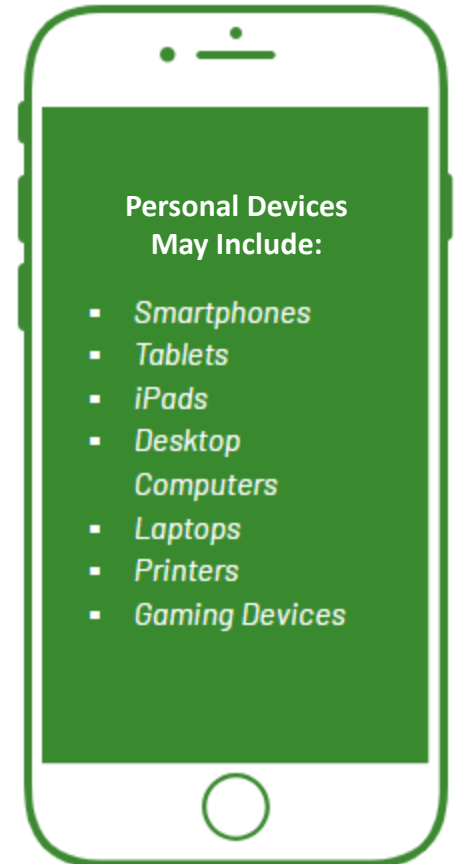 Personal Devices
May Include:
▪ Smartphones
▪ Tablets
▪ iPads
▪ Desktop
Computers
▪ Laptops
▪ Printers
▪ Gaming Devices